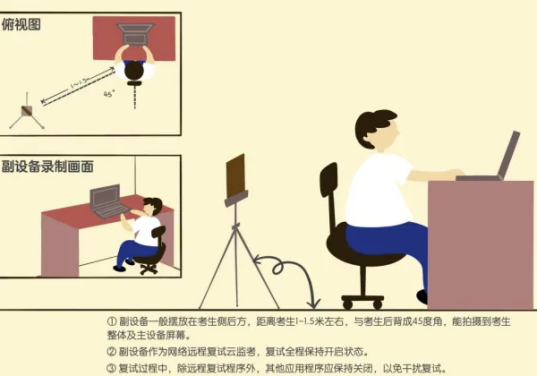 俯视图
1~1.5m
45°
副设备录制画面
① 副设备一般摆放在考生侧后方，距离考生1~1.5米左右，与考生后背成45度角，能拍摄到考生
整体及主设备屏幕。
② 副设备作为网络远程复试云监考，复试全程保持开启状态。
③ 复试过程中，除远程复试程序外，其他应用程序应保持关闭，以免干扰复试。